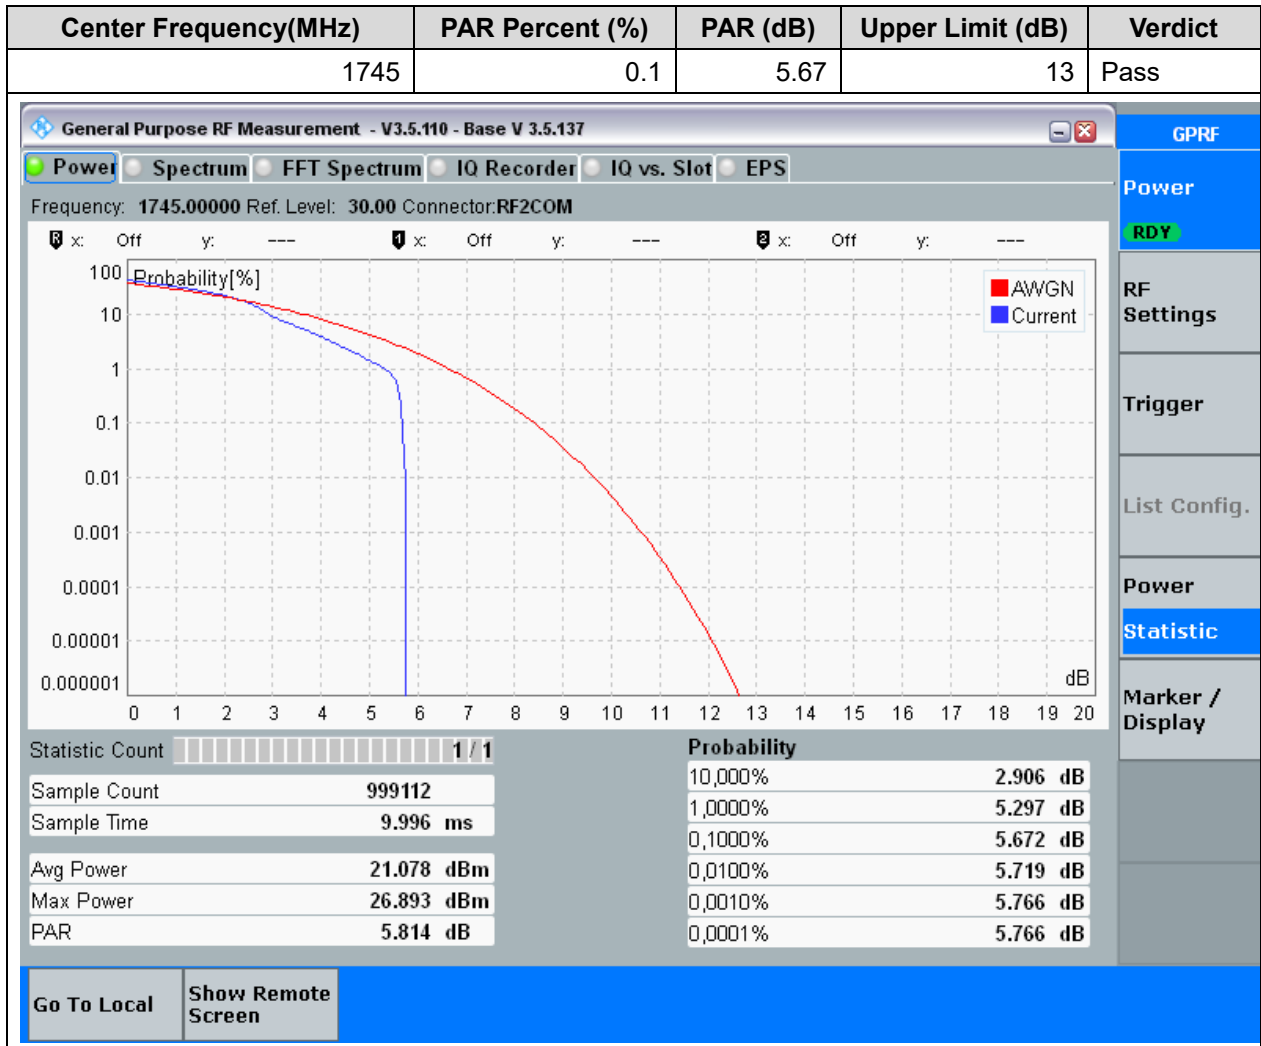 Center Frequency(MHz) PAR Percent (%) PAR (dB) Upper Limit (dB) Verdict
1745 0.1 5.67 13 Pass
General Purpose RF Measurement - V3.5.110 - Base V 3.5.137
GPRF
Power Spectrum FFT Spectrum IQ Recorder IQ vs. Slot EPS
Power
RDY
Frequency: 1745.00000 Ref. Level: 30.00 Connector:RF2COM
R x: Off y: --- 1 x: Off y: --- 2 x: Off y: ---
Probability[%]
AWGN
Current
100
10
1
0.1
0.01
0.001
0.0001
0.00001
0.000001
dB
0 1 2 3 4 5 6 7 8 9 10 11 12 13 14 15 16 17 18 19 20
RF
Settings
Trigger
List Config.
Power
Statistic
Marker /
Display
Statistic Count 1 / 1
Sample Count 999112
Sample Time 9.996 ms
Avg Power 21.078 dBm
Max Power 26.893 dBm
PAR 5.814 dB
Probability
10,000% 2.906 dB
1,0000% 5.297 dB
0,1000% 5.672 dB
0,0100% 5.719 dB
0,0010% 5.766 dB
0,0001% 5.766 dB
Go To Local
Show Remote
Screen